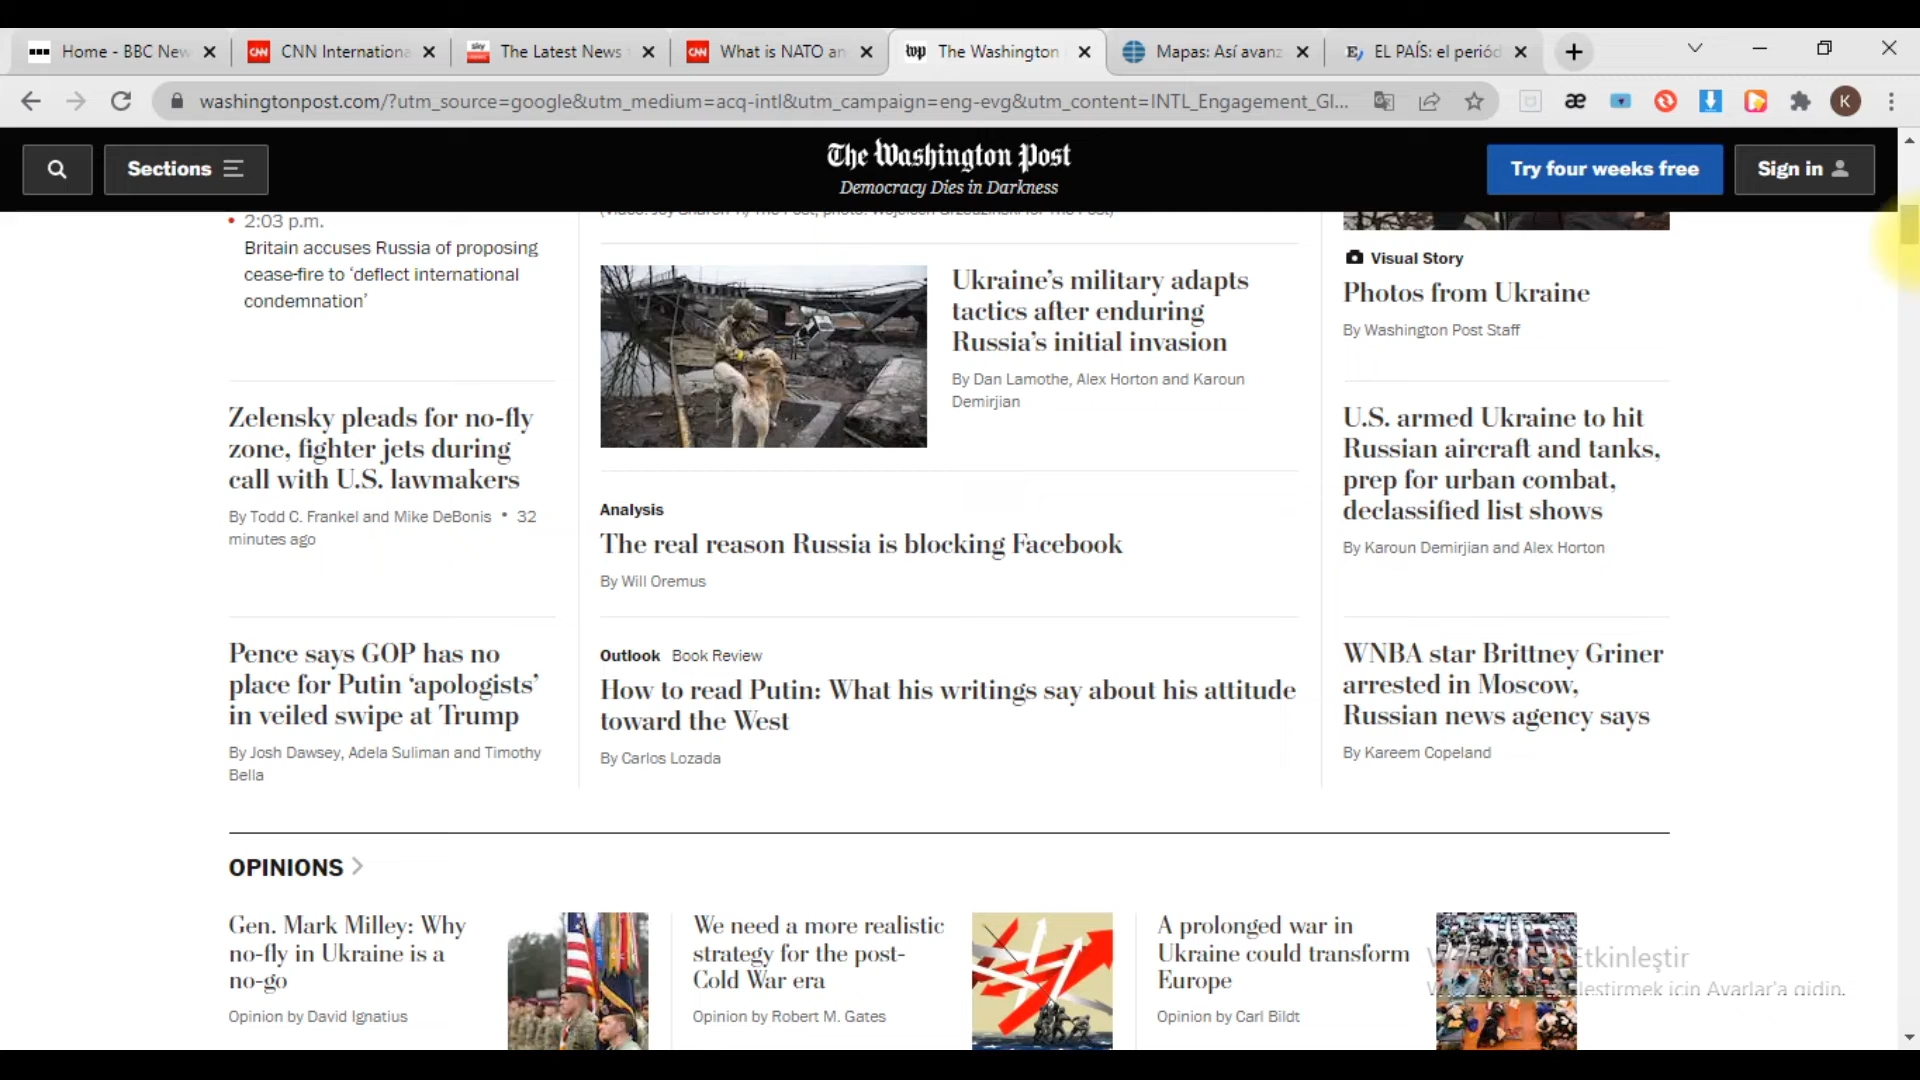 Home - BBC New
CNN Internationa
The Latest News
What is NATO an
The Washington
Mapas: Así avanz
EL PAÍS: el periód
washingtonpost.com/?utm_source=google&utm_medium=acq-intl&utm_campaign=eng-evg&utm_content=INTL_Engagement_Gl...
Sections
The Washington Post
Democracy Dies in Darkness
Try four weeks free
Sign in
2:03 p.m.
Britain accuses Russia of proposing
cease-fire to ‘deflect international
condemnation’
Zelensky pleads for no-fly
zone, fighter jets during
call with U.S. lawmakers
By Todd C. Frankel and Mike DeBonis • 32
minutes ago
Pence says GOP has no
place for Putin ‘apologists’
in veiled swipe at Trump
By Josh Dawsey, Adela Suliman and Timothy
Bella
Ukraine’s military adapts
tactics after enduring
Russia’s initial invasion
By Dan Lamothe, Alex Horton and Karoun
Demirjian
Analysis
The real reason Russia is blocking Facebook
By Will Oremus
Outlook Book Review
How to read Putin: What his writings say about his attitude
toward the West
By Carlos Lozada
Visual Story
Photos from Ukraine
By Washington Post Staff
U.S. armed Ukraine to hit
Russian aircraft and tanks,
prep for urban combat,
declassified list shows
By Karoun Demirjian and Alex Horton
WNBA star Brittney Griner
arrested in Moscow,
Russian news agency says
By Kareem Copeland
OPINIONS
Gen. Mark Milley: Why
no-fly in Ukraine is a
no-go
Opinion by David Ignatius
We need a more realistic
strategy for the post-
Cold War era
Opinion by Robert M. Gates
A prolonged war in
Ukraine could transform
Europe
Opinion by Carl Bildt
Etkinleştir
için Ayarlar'a gidin.